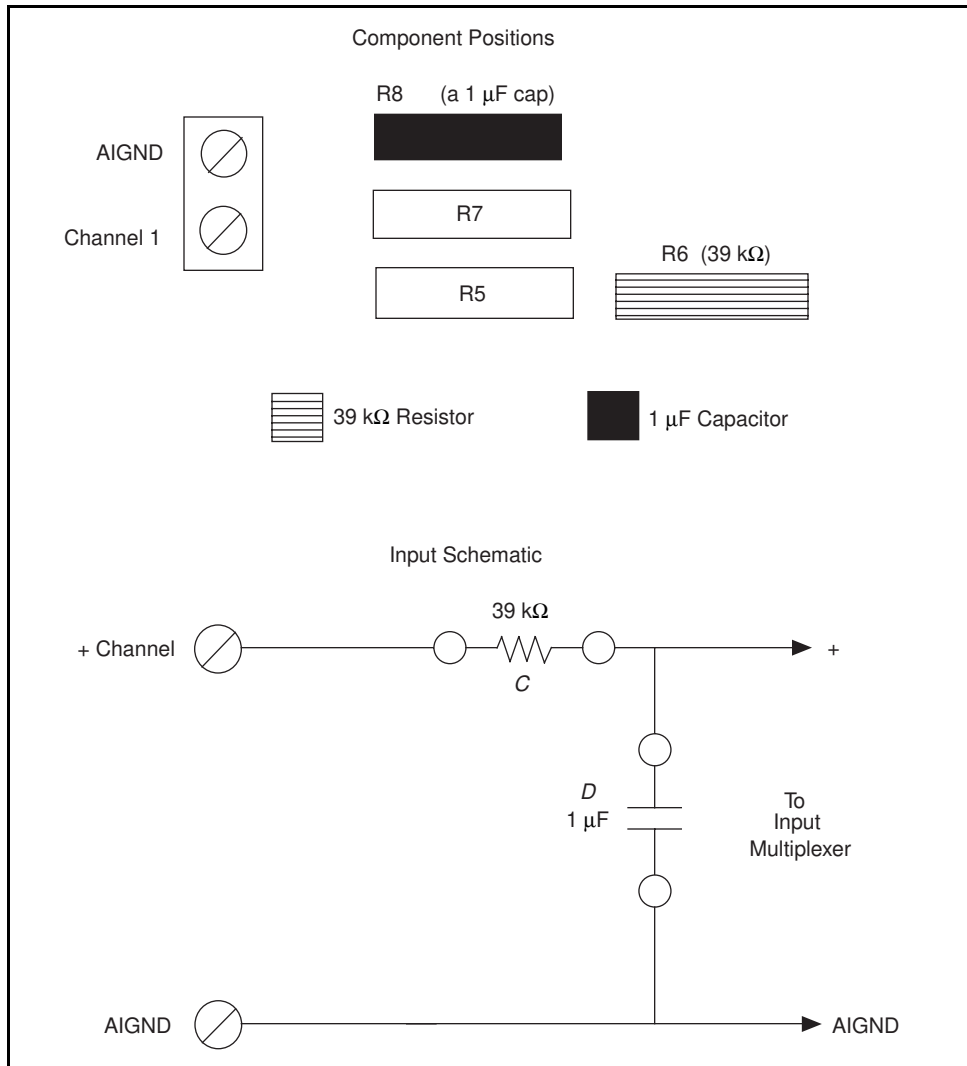 Component Positions
R8 (a 1 μF cap)
AIGND
R7
Channel 1
R6 (39 kΩ)
R5
39 kΩ Resistor
1 μF Capacitor
Input Schematic
39 kΩ
+ Channel
+
C
D
1 μF
To
Input
Multiplexer
AIGND
AIGND